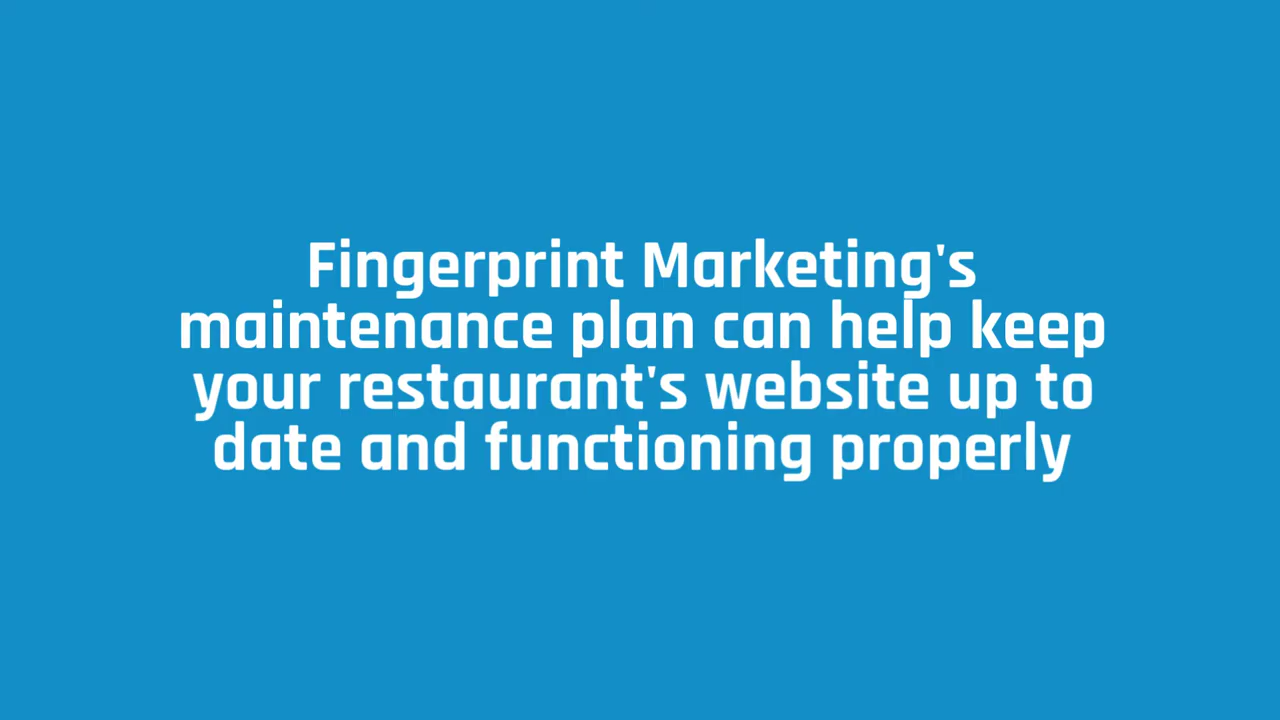 Fingerprint Marketing's
maintenance plan can help keep
your restaurant's website up to
date and functioning properly